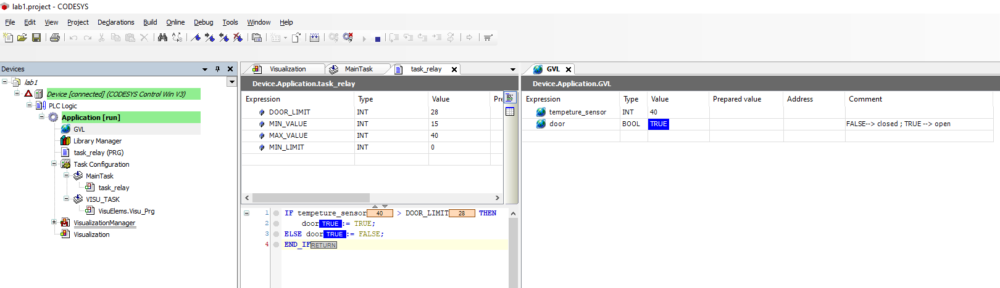 lab1.project - CODESYS
File Edit View Project Declarations Build Online Debug Tools Window Help
Devices
lab1
Device [connected] (CODESYS Control Win V3)
PLC Logic
Application [run]
GVL
Library Manager
task_relay (PRG)
Task Configuration
MainTask
task_relay
VISU_TASK
VisuElems.Visu_Prg
VisualizationManager
Visualization
Visualization MainTask task_relay
Device.Application.task_relay
Expression Type Value Pre
DOOR_LIMIT INT 28
MIN_VALUE INT 15
MAX_VALUE INT 40
MIN_LIMIT INT 0
1 IF tempeture_sensor 40 > DOOR_LIMIT 28 THEN
2 door TRUE := TRUE;
3 ELSE door TRUE := FALSE;
4 END_IF RETURN
GVL
Device.Application.GVL
Expression Type Value Prepared value Address Comment
tempeture_sensor INT 40
door BOOL TRUE FALSE--> closed ; TRUE --> open